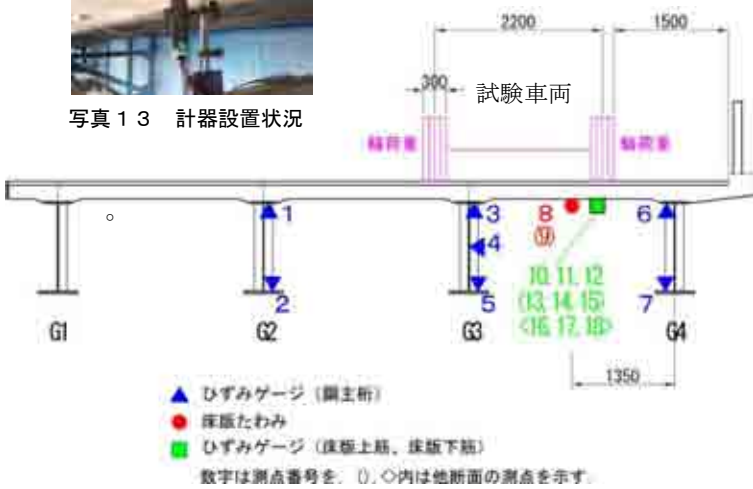 写真１３　計器設置状況
2200
1500
300
試験車両
輪荷重
輪荷重
。
1
2
3
4
5
8
(9)
6
7
10, 11, 12
(13, 14, 15)
<16, 17, 18>
G1
G2
G3
G4
1350
▲ ひずみゲージ（鋼主桁）
● 床版たわみ
■ ひずみゲージ（床版上筋、床版下筋）
数字は測点番号を、()、◇内は他断面の測点を示す.